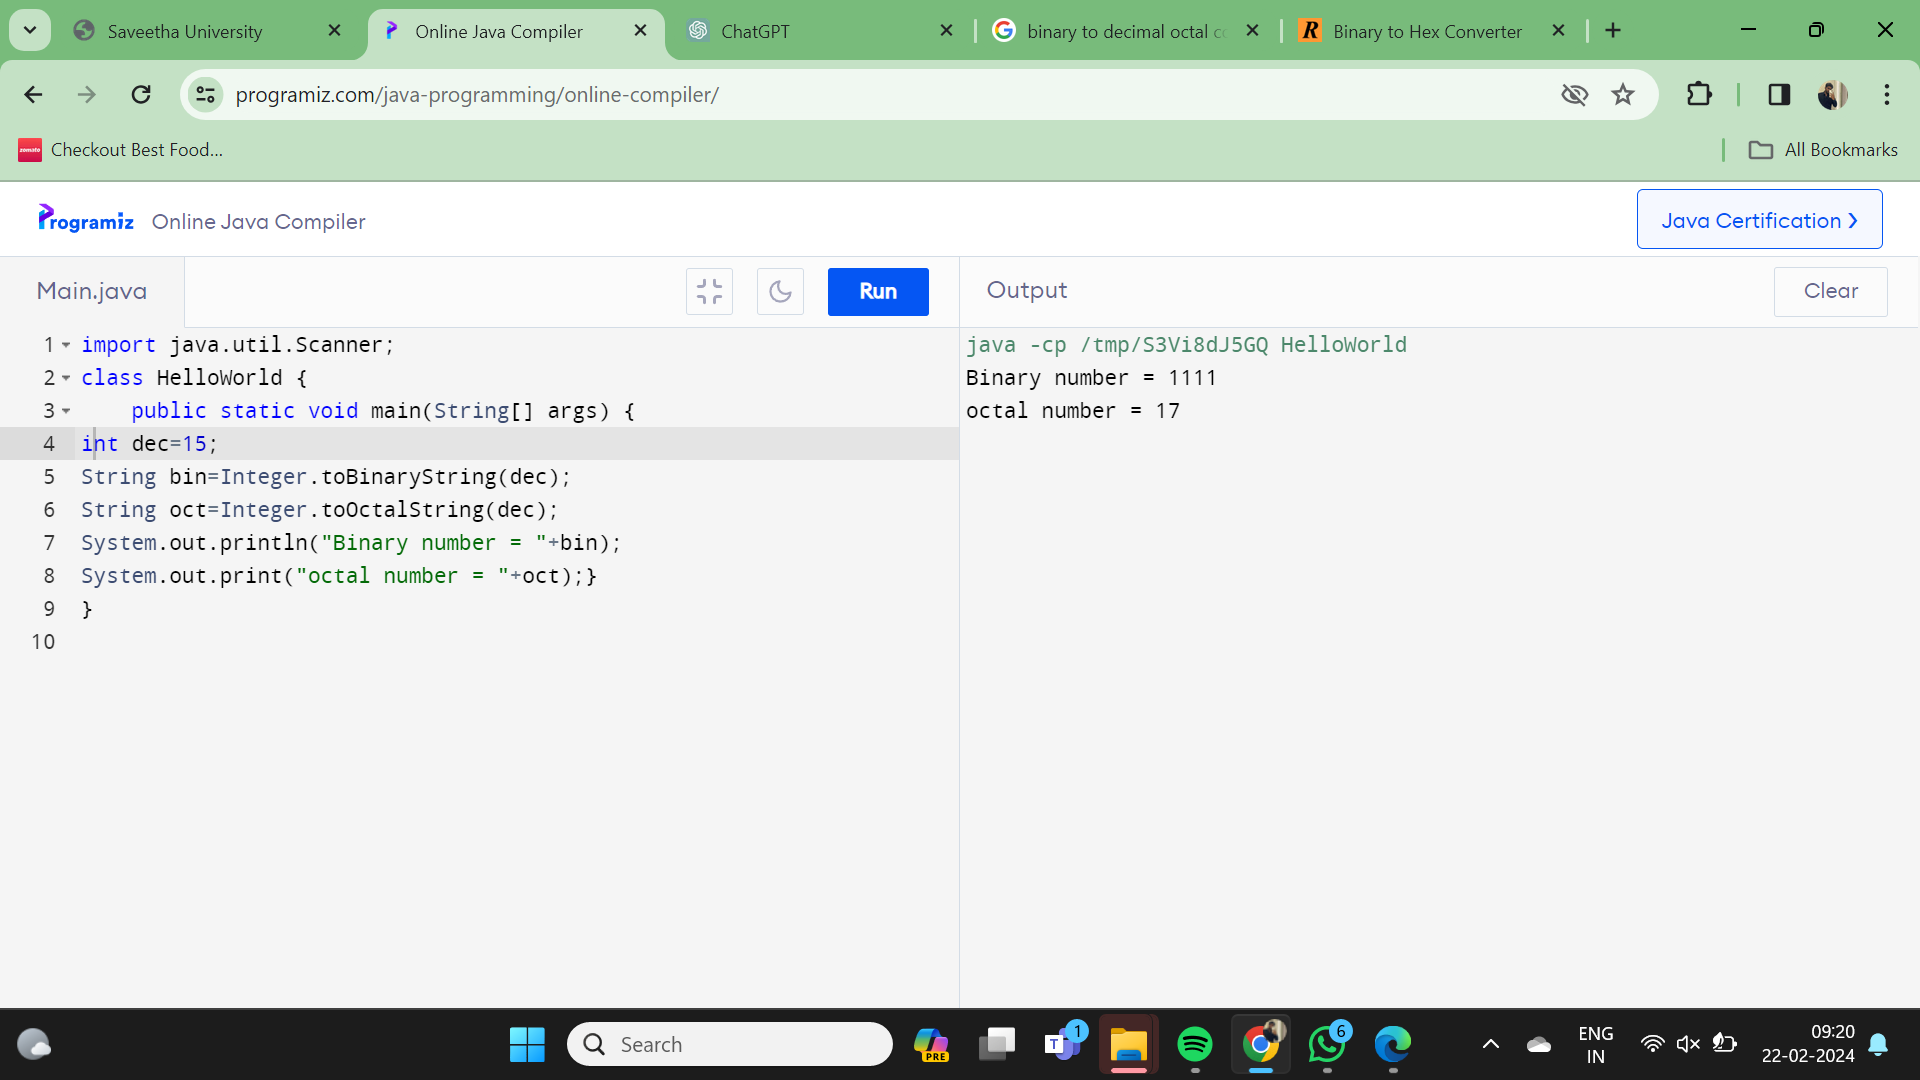 Saveetha University
Online Java Compiler
ChatGPT
binary to decimal octal
Binary to Hex Converter
programiz.com/java-programming/online-compiler/
zomato
Checkout Best Food...
All Bookmarks
Programiz Online Java Compiler
Java Certification ›
Main.java
Run
Output
Clear
1 import java.util.Scanner;
2 class HelloWorld {
3 public static void main(String[] args) {
4 int dec=15;
5 String bin=Integer.toBinaryString(dec);
6 String oct=Integer.toOctalString(dec);
7 System.out.println("Binary number = "+bin);
8 System.out.print("octal number = "+oct);}
9 }
10
java -cp /tmp/S3Vi8dJ5GQ HelloWorld
Binary number = 1111
octal number = 17
Search
PRE
T
1
6
ENG
IN
09:20
22-02-2024